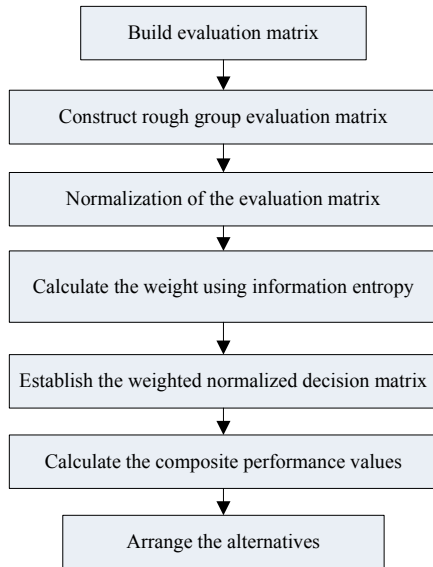 Build evaluation matrix
Construct rough group evaluation matrix
Normalization of the evaluation matrix
Calculate the weight using information entropy
Establish the weighted normalized decision matrix
Calculate the composite performance values
Arrange the alternatives